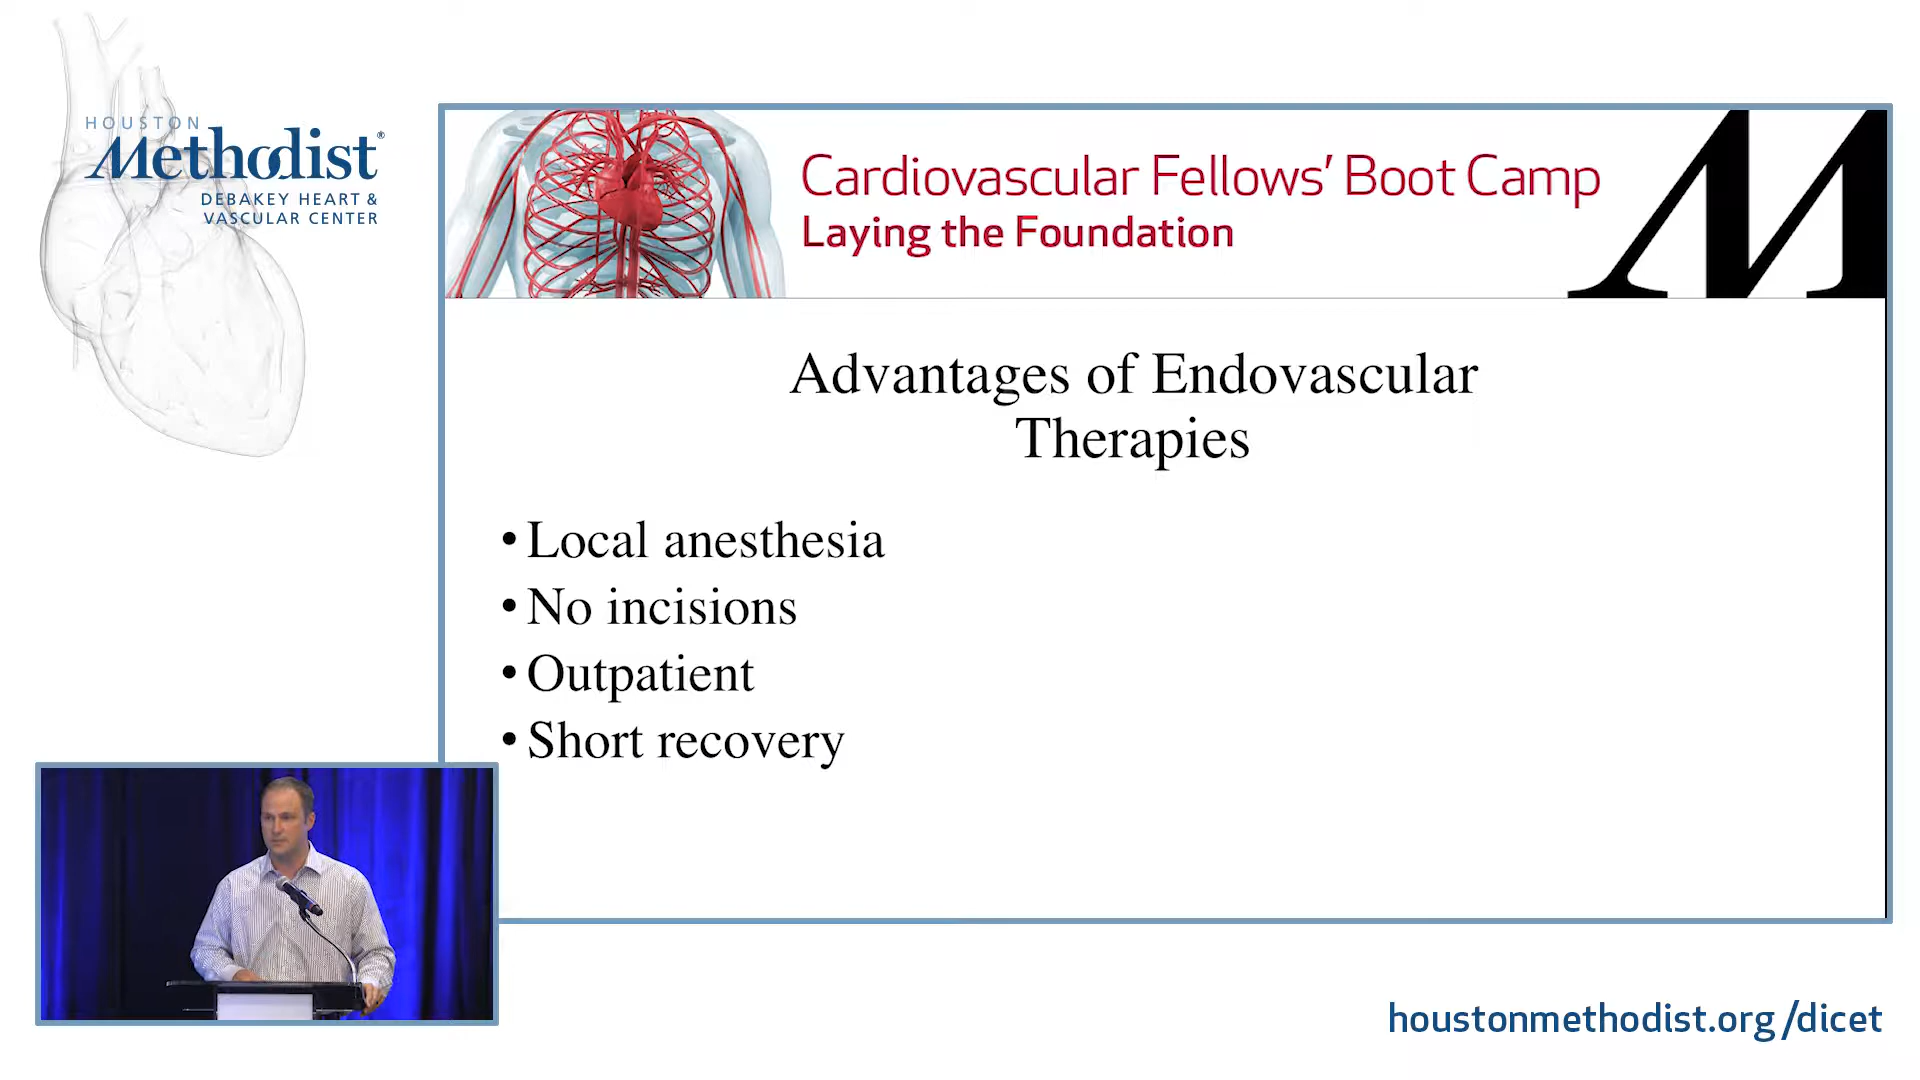 HOUSTON
Methodist®
DEBAKEY HEART &
VASCULAR CENTER
Cardiovascular Fellows' Boot Camp
Laying the Foundation
M
Advantages of Endovascular
Therapies
• Local anesthesia
• No incisions
• Outpatient
• Short recovery
houstonmethodist.org/dicet